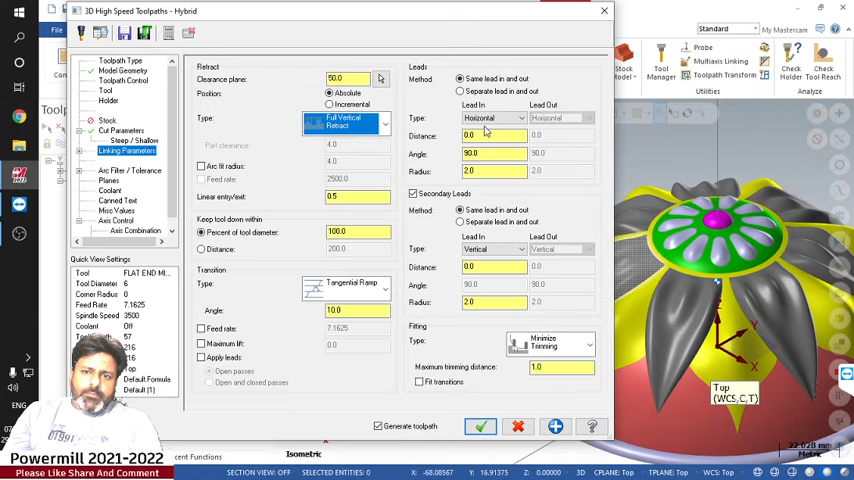 3D High Speed Toolpaths - Hybrid
File
Standard
My Mastercam
Probe
Multiaxis Linking
Toolpath Transform
Stock Model
Tool Manager
Check Holder
Check Tool Reach
Utilities
Analyze
Toolpath Type
Model Geometry
Toolpath Control
Tool
Holder
Stock
Cut Parameters
Steep / Shallow
Linking Parameters
Arc Filter / Tolerance
Planes
Coolant
Canned Text
Misc Values
Axis Control
Axis Combination
Quick View Settings
Tool FLAT END MI...
Tool Diameter 6
Corner Radius 0
Feed Rate 7.1625
Spindle Speed 3500
Coolant Off
57
Top
Default.Formula
Default (1)
Retract
Clearance plane: 50.0
Position: Absolute
Incremental
Type: Full Vertical Retract
Part clearance: 4.0
Arc fit radius: 4.0
Feed rate: 2500.0
Linear entry/exit: 0.5
Keep tool down within
Percent of tool diameter: 100.0
Distance: 200.0
Transition
Type: Tangential Ramp
Angle: 10.0
Feed rate: 7.1625
Maximum lift: 0.0
Apply leads:
Open passes
Open and closed passes
Leads
Method: Same lead in and out
Separate lead in and out
Lead In Lead Out
Type: Horizontal Horizontal
Distance: 0.0 0.0
Angle: 90.0 90.0
Radius: 2.0 2.0
Secondary Leads
Method: Same lead in and out
Separate lead in and out
Lead In Lead Out
Type: Vertical Vertical
Distance: 0.0 0.0
Angle: 90.0 90.0
Radius: 2.0 2.0
Fitting
Type: Minimize Trimming
Maximum trimming distance: 1.0
Fit transitions
Generate toolpath
Z
Y
X
Top
(WCS,C,T)
22.028 mm
Metric
Isometric
ENG
Powermill 2021-2022
Please Like Share And Comment
SECTION VIEW: OFF SELECTED ENTITIES: 0 X: -68.08567 Y: 16.91375 Z: 0.00000 3D CPLANE: Top TPLANE: Top WCS: Top